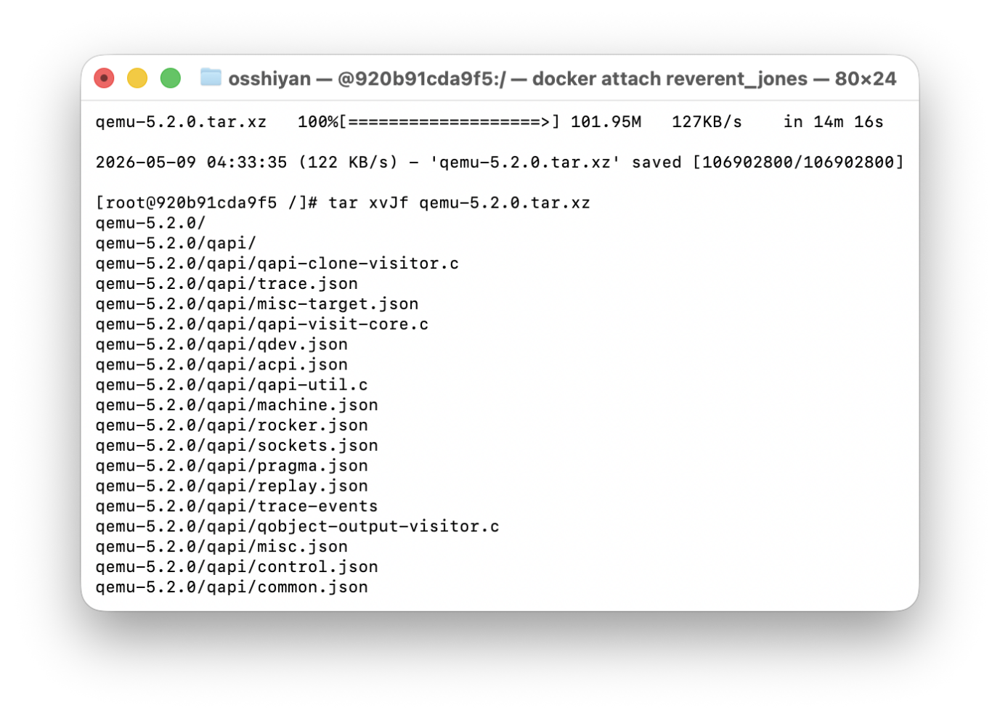 osshiyan — @920b91cda9f5:/ — docker attach reverent_jones — 80×24
qemu-5.2.0.tar.xz   100%[===================>] 101.95M   127KB/s    in 14m 16s
2026-05-09 04:33:35 (122 KB/s) - 'qemu-5.2.0.tar.xz' saved [106902800/106902800]
[root@920b91cda9f5 /]# tar xvJf qemu-5.2.0.tar.xz
qemu-5.2.0/
qemu-5.2.0/qapi/
qemu-5.2.0/qapi/qapi-clone-visitor.c
qemu-5.2.0/qapi/trace.json
qemu-5.2.0/qapi/misc-target.json
qemu-5.2.0/qapi/qapi-visit-core.c
qemu-5.2.0/qapi/qdev.json
qemu-5.2.0/qapi/acpi.json
qemu-5.2.0/qapi/qapi-util.c
qemu-5.2.0/qapi/machine.json
qemu-5.2.0/qapi/rocker.json
qemu-5.2.0/qapi/sockets.json
qemu-5.2.0/qapi/pragma.json
qemu-5.2.0/qapi/replay.json
qemu-5.2.0/qapi/trace-events
qemu-5.2.0/qapi/qobject-output-visitor.c
qemu-5.2.0/qapi/misc.json
qemu-5.2.0/qapi/control.json
qemu-5.2.0/qapi/common.json